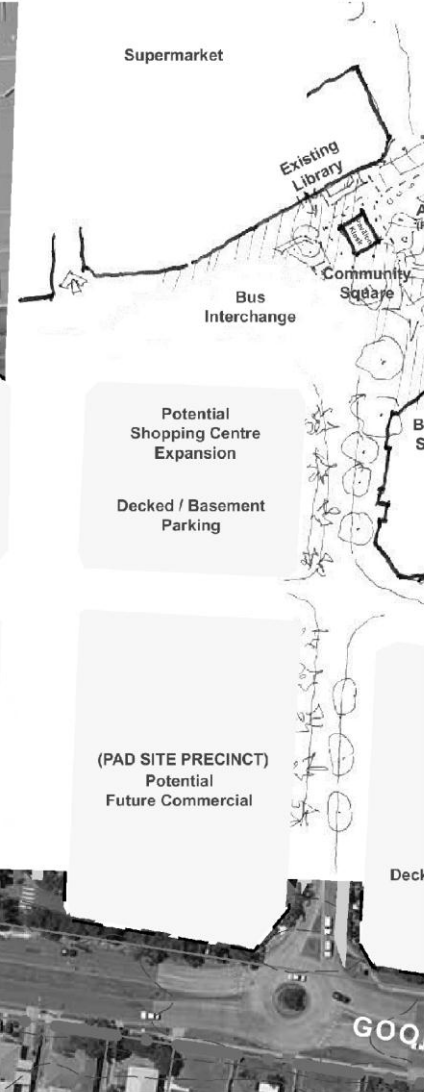 Supermarket
Existing
Library
Community
Square
Bus
Interchange
Potential
Shopping Centre
Expansion
Decked / Basement
Parking
(PAD SITE PRECINCT)
Potential
Future Commercial
Deck
GOO